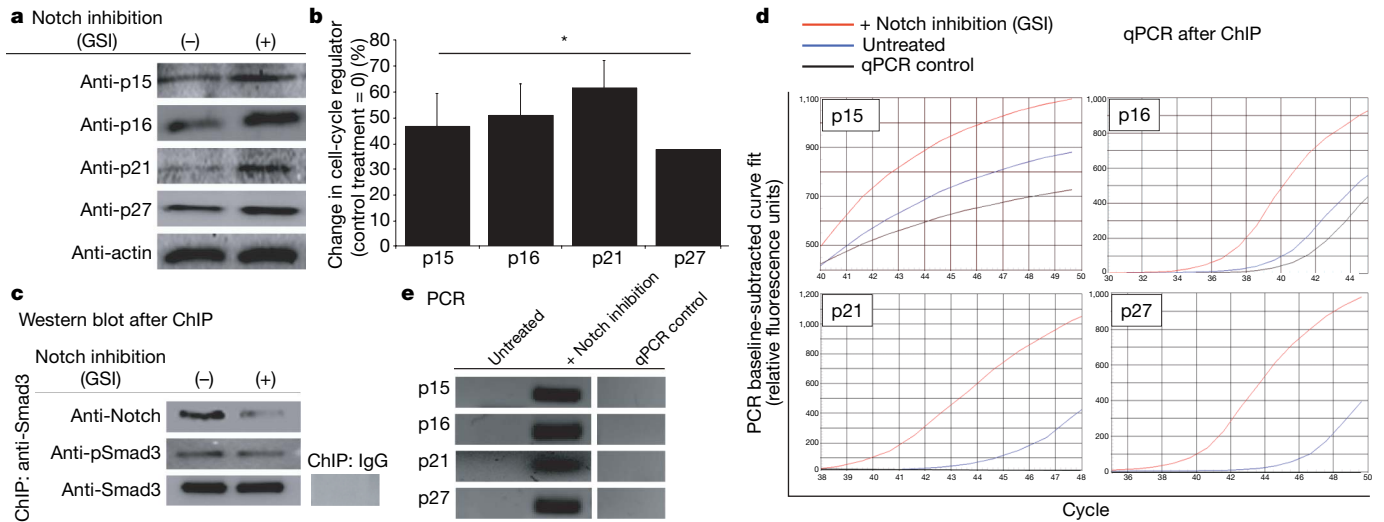 a Notch inhibition
(GSI) (–) (+)
Anti-p15
Anti-p16
Anti-p21
Anti-p27
Anti-actin
b
Change in cell-cycle regulator
(control treatment = 0) (%)
80
70
60
50
40
30
20
10
0
*
p15 p16 p21 p27
c
Western blot after ChIP
Notch inhibition
(GSI) (–) (+)
ChIP: anti-Smad3
Anti-Notch
Anti-pSmad3
Anti-Smad3
ChIP: IgG
e PCR
Untreated
+ Notch inhibition
qPCR control
p15
p16
p21
p27
d
+ Notch inhibition (GSI)
Untreated
qPCR control
qPCR after ChIP
PCR baseline-subtracted curve fit
(relative fluorescence units)
p15
1,100
900
700
500
40 41 42 43 44 45 46 47 48 49 50
p16
1,000
800
600
400
200
0
30 32 34 36 38 40 42 44
p21
1,200
1,000
800
600
400
200
0
38 39 40 41 42 43 44 45 46 47 48
p27
1,000
800
600
400
200
0
36 38 40 42 44 46 48 50
Cycle